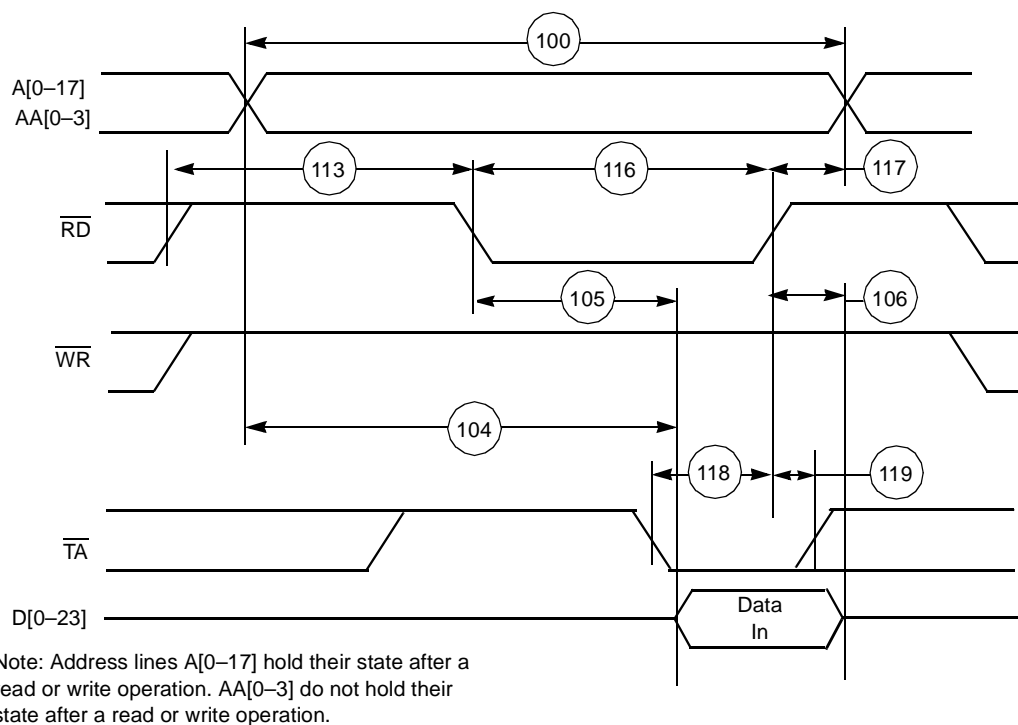 100
A[0–17]
AA[0–3]
113
116
117
RD
105
106
WR
104
118
119
TA
D[0–23]
Data
In
Note: Address lines A[0–17] hold their state after a
read or write operation. AA[0–3] do not hold their
state after a read or write operation.